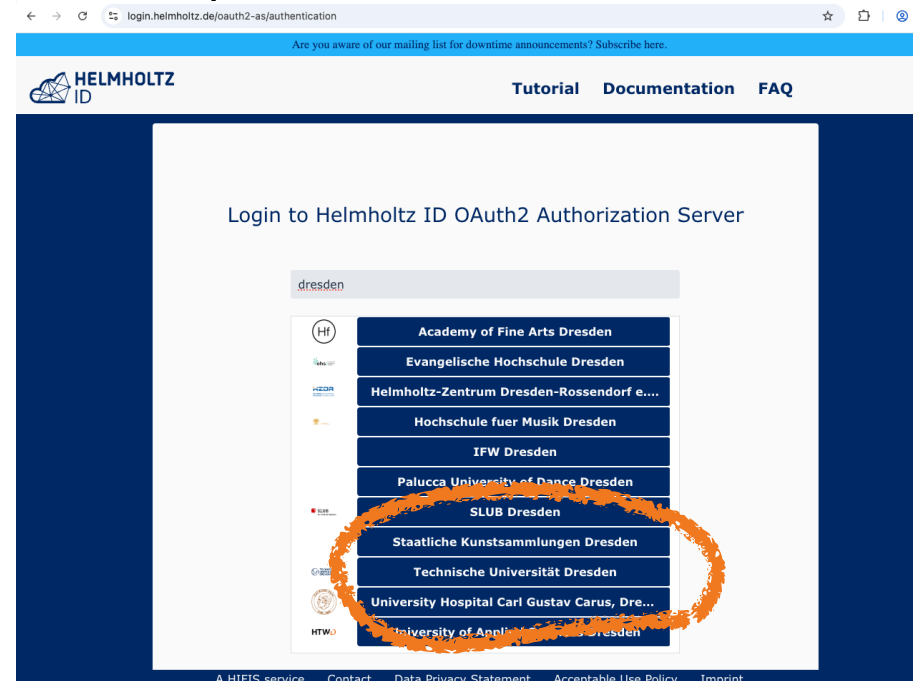 login.helmholtz.de/oauth2-as/authentication
Are you aware of our mailing list for downtime announcements? Subscribe here.
HELMHOLTZ
ID
Tutorial Documentation FAQ
Login to Helmholtz ID OAuth2 Authorization Server
dresden
Hf Academy of Fine Arts Dresden
ehs Evangelische Hochschule Dresden
HZDR Helmholtz-Zentrum Dresden-Rossendorf e....
Hochschule fuer Musik Dresden
IFW Dresden
Palucca University of Dance Dresden
SLUB SLUB Dresden
Staatliche Kunstsammlungen Dresden
Technische Universität Dresden
University Hospital Carl Gustav Carus, Dre...
HTWD University of Dresden
A HIFIS service Contact Data Privacy Statement Acceptable Use Policy Imprint